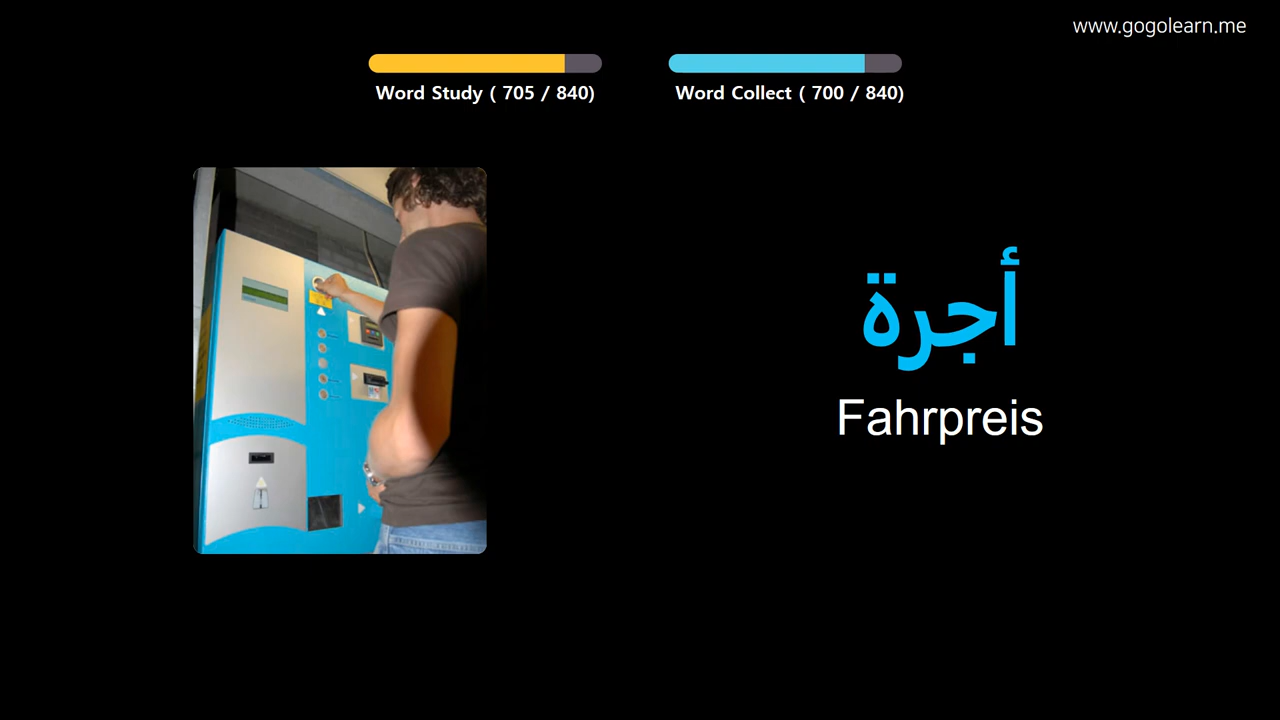 www.gogolearn.me
Word Study ( 705 / 840)
Word Collect ( 700 / 840)
أجرة
Fahrpreis